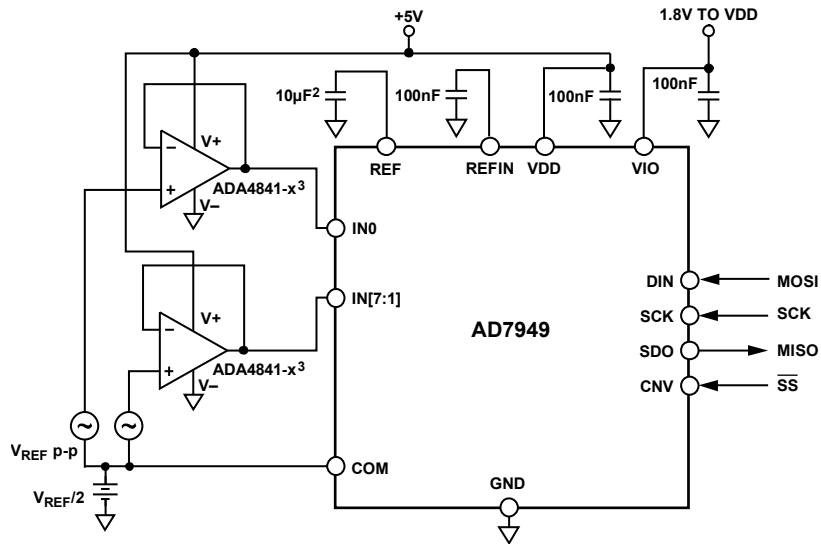 +5V
1.8V TO VDD
10µF²
100nF
100nF
100nF
V+
REF
REFIN
VDD
VIO
−
+
ADA4841-x³
V−
IN0
DIN
MOSI
IN[7:1]
V+
SCK
SCK
AD7949
−
SDO
MISO
+
ADA4841-x³
V−
CNV
S̅S̅
~
~
VREF p-p
COM
GND
VREF/2